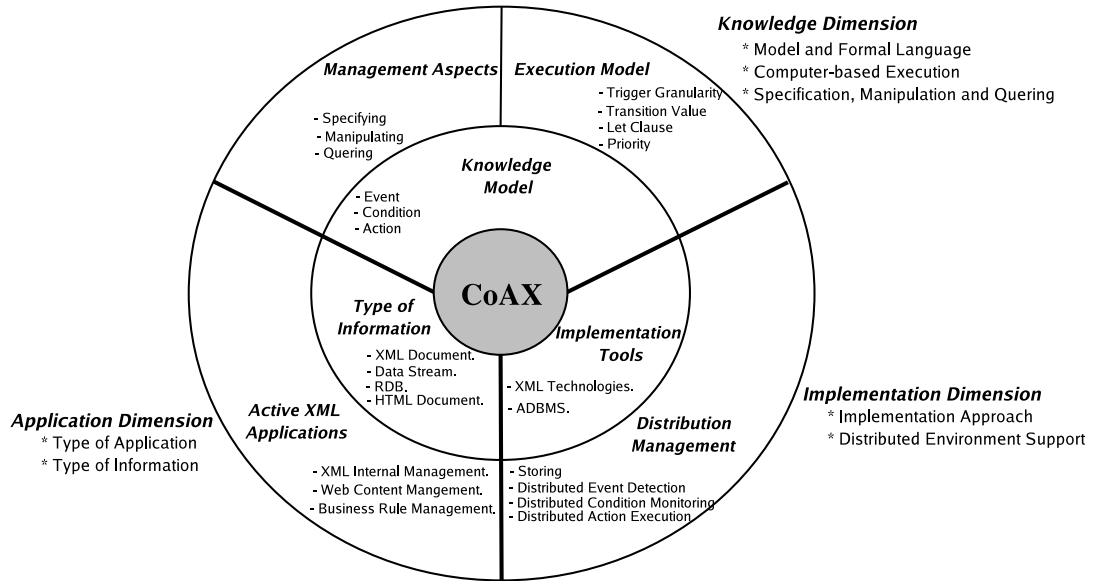 Knowledge Dimension
* Model and Formal Language
* Computer-based Execution
* Specification, Manipulation and Quering
Management Aspects
- Specifying
- Manipulating
- Quering
Execution Model
- Trigger Granularity
- Transition Value
- Let Clause
- Priority
Knowledge
Model
- Event
- Condition
- Action
CoAX
Type of
Information
- XML Document.
- Data Stream.
- RDB.
- HTML Document.
Implementation
Tools
- XML Technologies.
- ADBMS.
Application Dimension
* Type of Application
* Type of Information
Active XML
Applications
- XML Internal Management.
- Web Content Mangement.
- Business Rule Management.
Distribution
Management
- Storing
- Distributed Event Detection
- Distributed Condition Monitoring
- Distributed Action Execution
Implementation Dimension
* Implementation Approach
* Distributed Environment Support